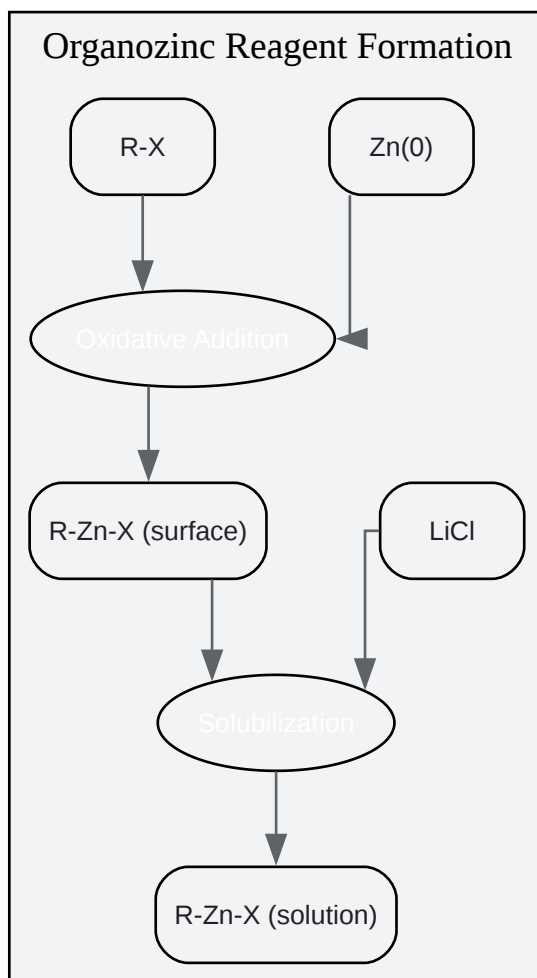 Organozinc Reagent Formation
R-X
Zn(0)
Oxidative Addition
R-Zn-X (surface)
LiCl
Solubilization
R-Zn-X (solution)